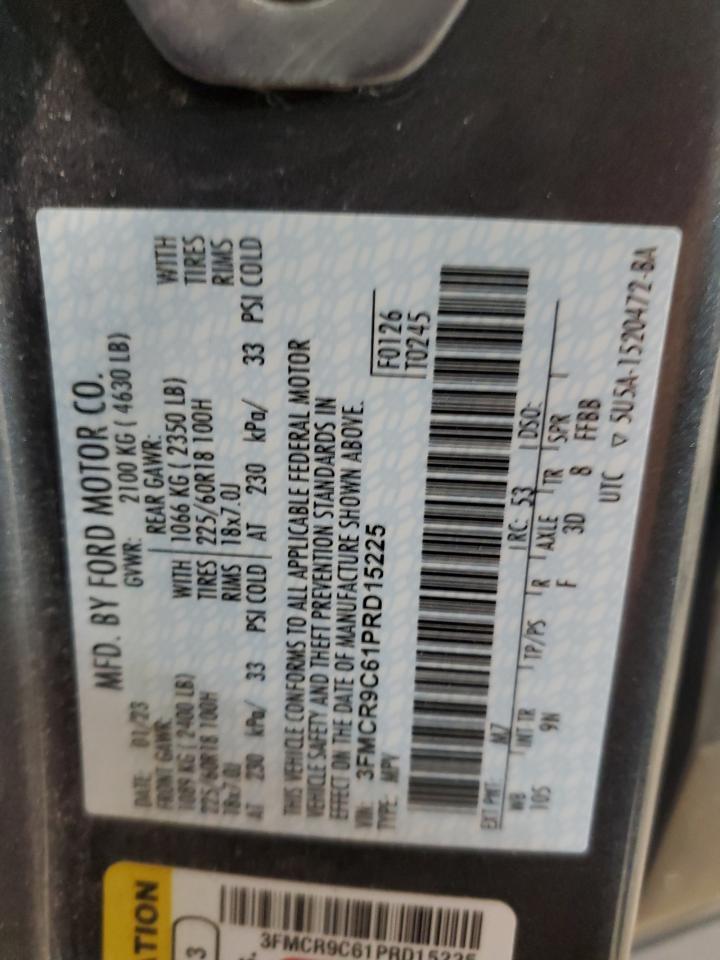 MFD. BY FORD MOTOR CO.
DATE: 01/23 GVWR: 2100 KG ( 4630 LB)
FRONT GAWR: REAR GAWR:
1089 KG ( 2400 LB) WITH 1066 KG ( 2350 LB) WITH
225/60R18 100H TIRES 225/60R18 100H TIRES
18x7.0J RIMS 18x7.0J RIMS
AT 230 kPa/ 33 PSI COLD AT 230 kPa/ 33 PSI COLD
THIS VEHICLE CONFORMS TO ALL APPLICABLE FEDERAL MOTOR
VEHICLE SAFETY AND THEFT PREVENTION STANDARDS IN
EFFECT ON THE DATE OF MANUFACTURE SHOWN ABOVE.
VIN: 3FMCR9C61PRD15225 F0126
TYPE: MPV T0245
EXT PNT: M7 RC: 53 DSO:
WB INT TR TP/PS R AXLE TR SPR
105 9N F 3D 8 FFBB
UTC ▽ 5U5A-1520472-BA
ATION
3
3FMCR9C61PRD15225